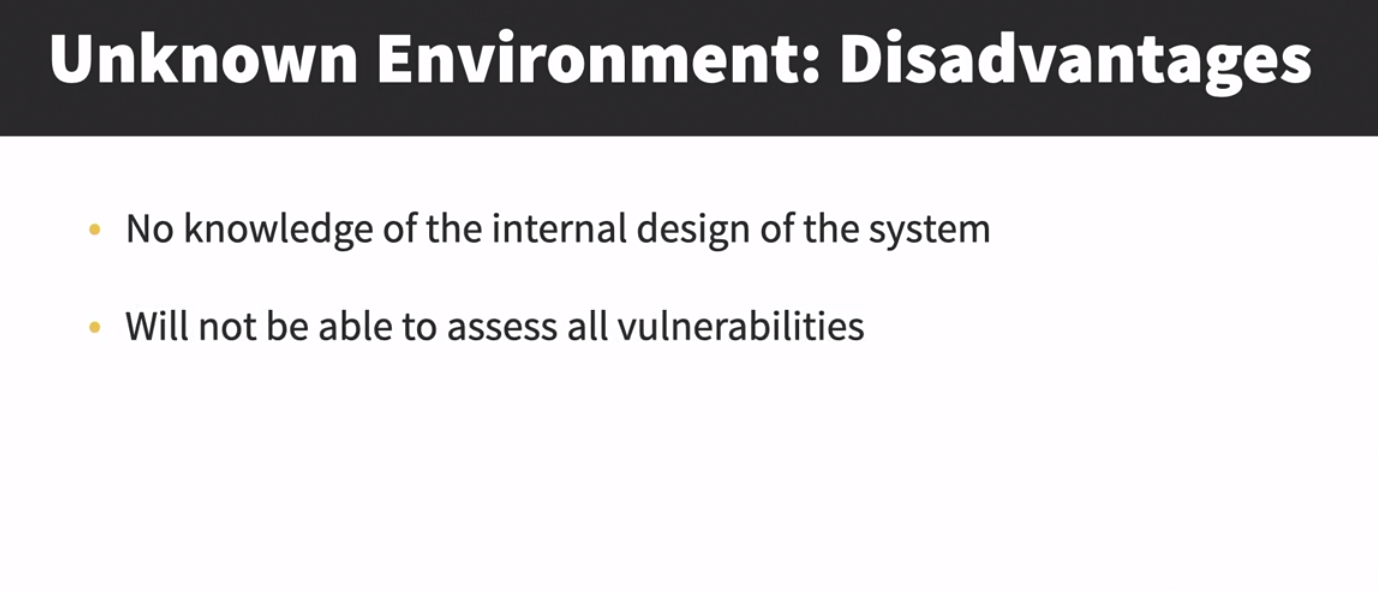 Unknown Environment: Disadvantages
• No knowledge of the internal design of the system
• Will not be able to assess all vulnerabilities